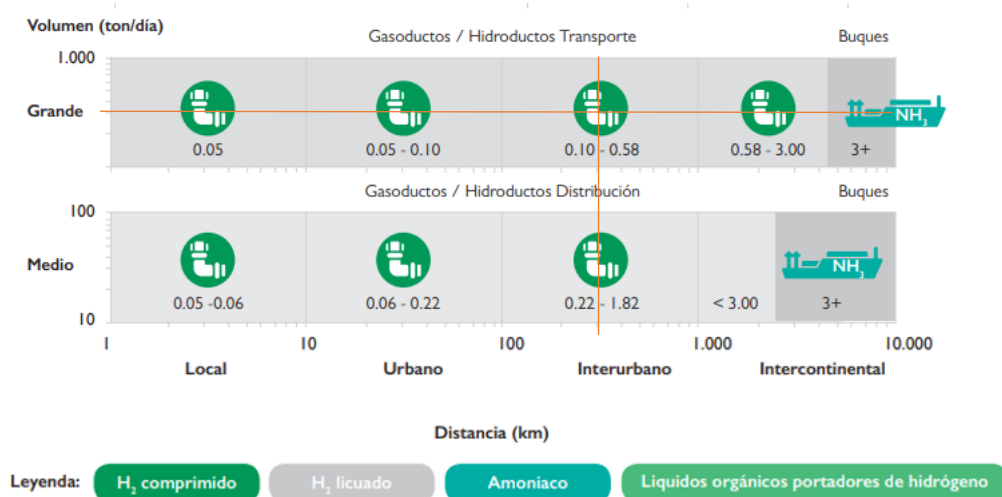 Volumen (ton/día)
Gasoductos / Hidroductos Transporte
Buques
1.000
Grande
NH3
0.05
0.05 - 0.10
0.10 - 0.58
0.58 - 3.00
3+
Gasoductos / Hidroductos Distribución
Buques
100
Medio
NH3
0.05 -0.06
0.06 - 0.22
0.22 - 1.82
< 3.00
3+
10
1
10
100
1.000
10.000
Local
Urbano
Interurbano
Intercontinental
Distancia (km)
Leyenda:
H2 comprimido
H2 licuado
Amoniaco
Liquidos orgánicos portadores de hidrógeno